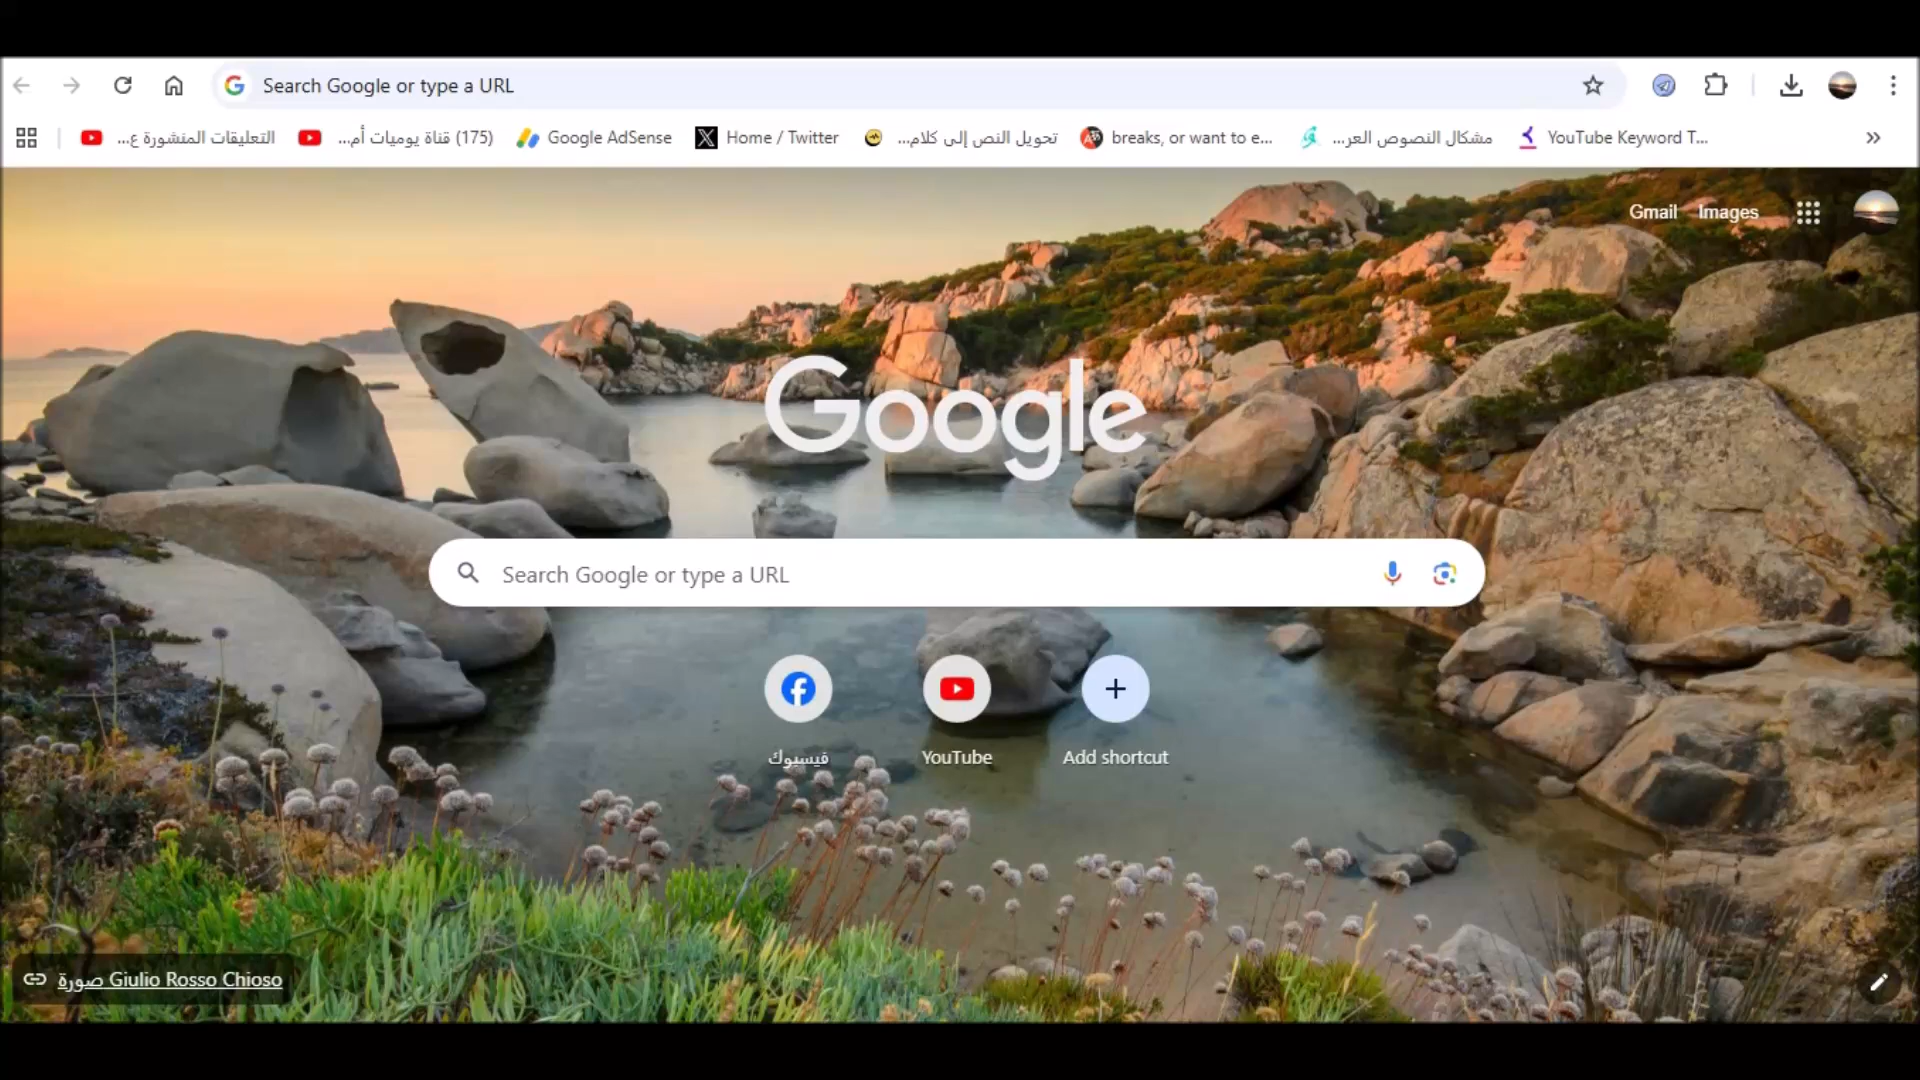 Search Google or type a URL
التعليقات المنشورة ع...
(175) قناة يوميات أم...
Google AdSense
Home / Twitter
تحويل النص إلى كلام...
breaks, or want to e...
مشكال النصوص العر...
YouTube Keyword T...
Gmail
Images
Google
Search Google or type a URL
فيسبوك
YouTube
Add shortcut
صورة Giulio Rosso Chioso